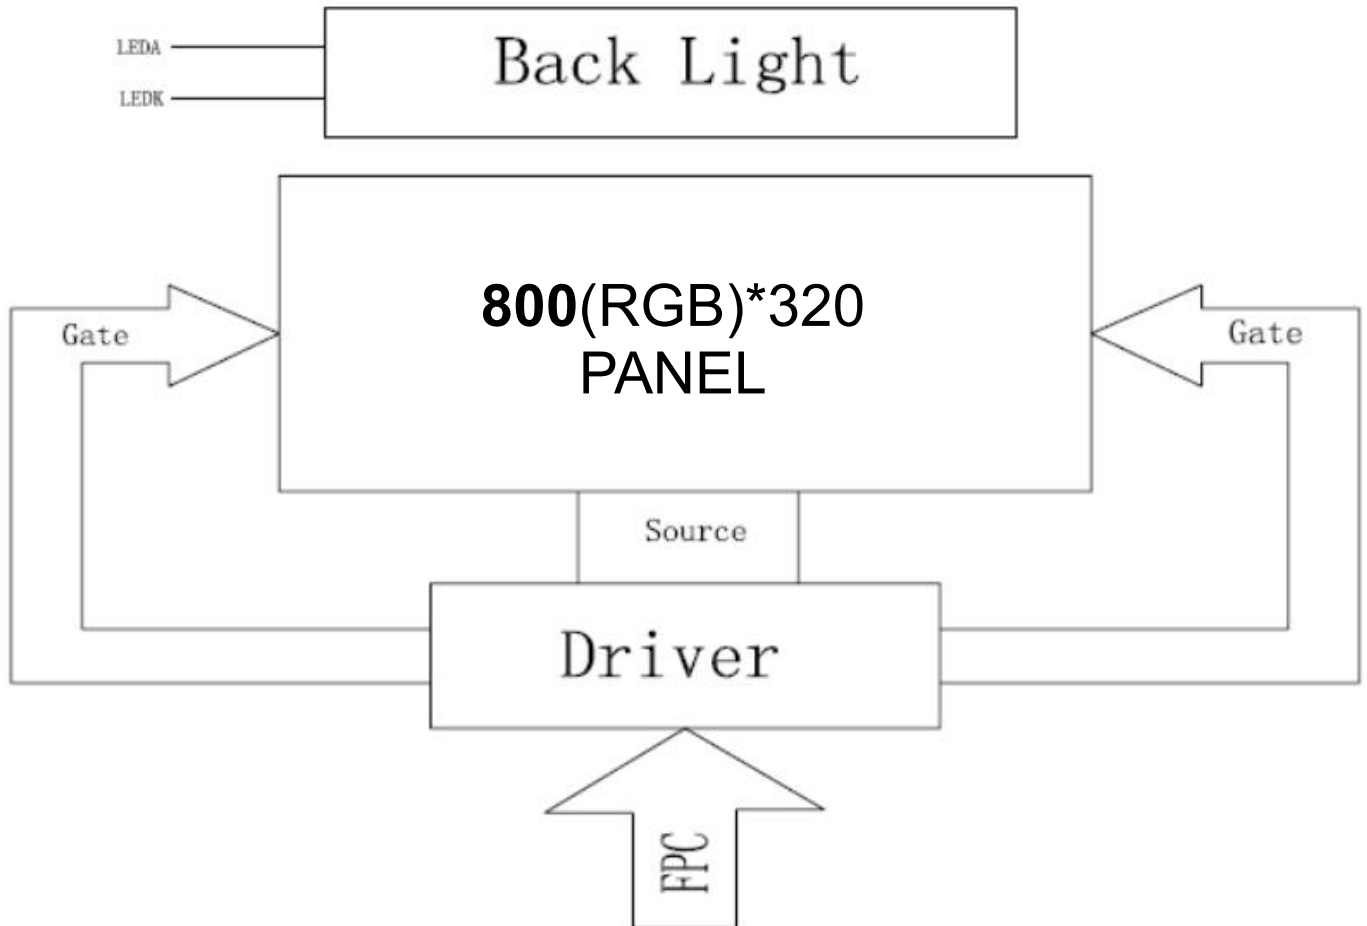 LEDA
Back Light
LEDK
800(RGB)*320
PANEL
Gate
Gate
Source
Driver
FPC